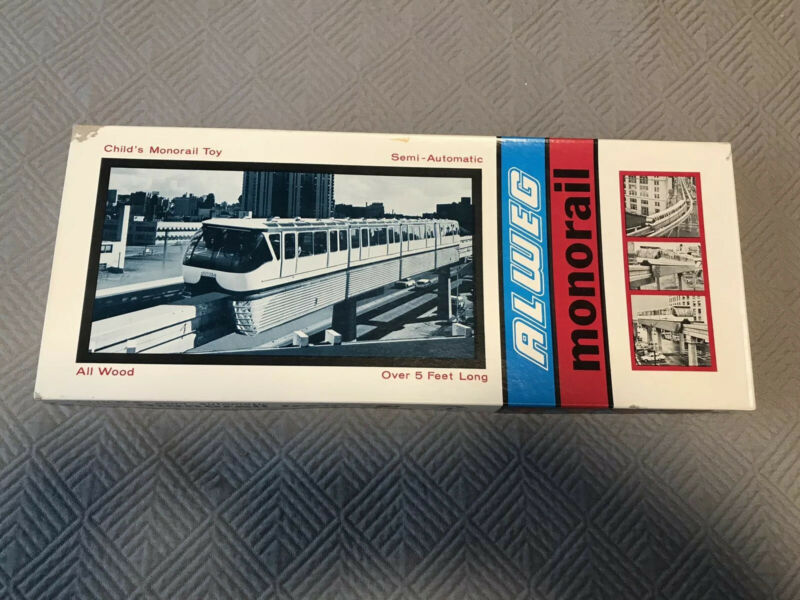 Child's Monorail Toy
Semi-Automatic
All Wood
Over 5 Feet Long
ALWEG
monorail